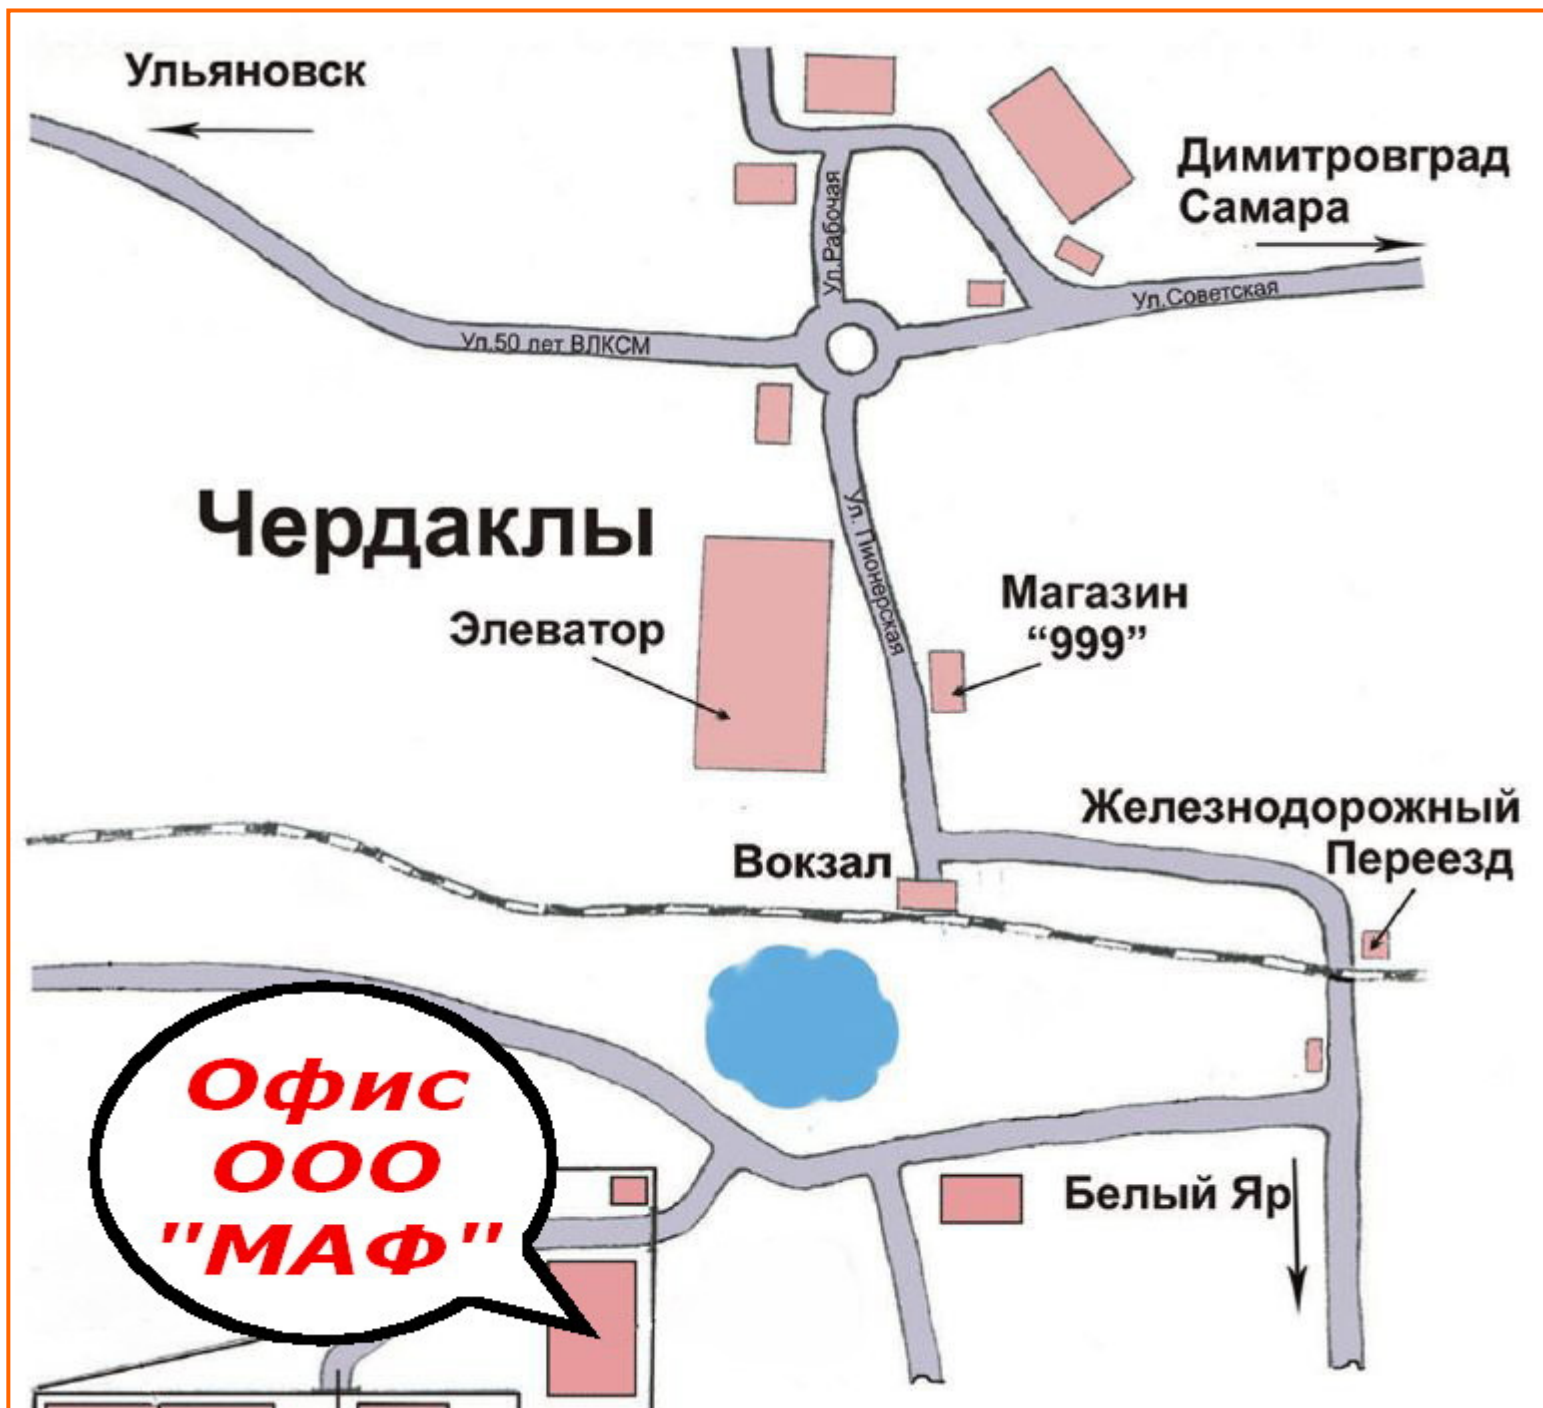 Ульяновск
Димитровград
Самара
Ул.Рабочая
Ул.Советская
Ул.50 лет ВЛКСМ
Чердаклы
Ул. Пионерская
Элеватор
Магазин
“999”
Железнодорожный
Переезд
Вокзал
Офис
ООО
"МАФ"
Белый Яр